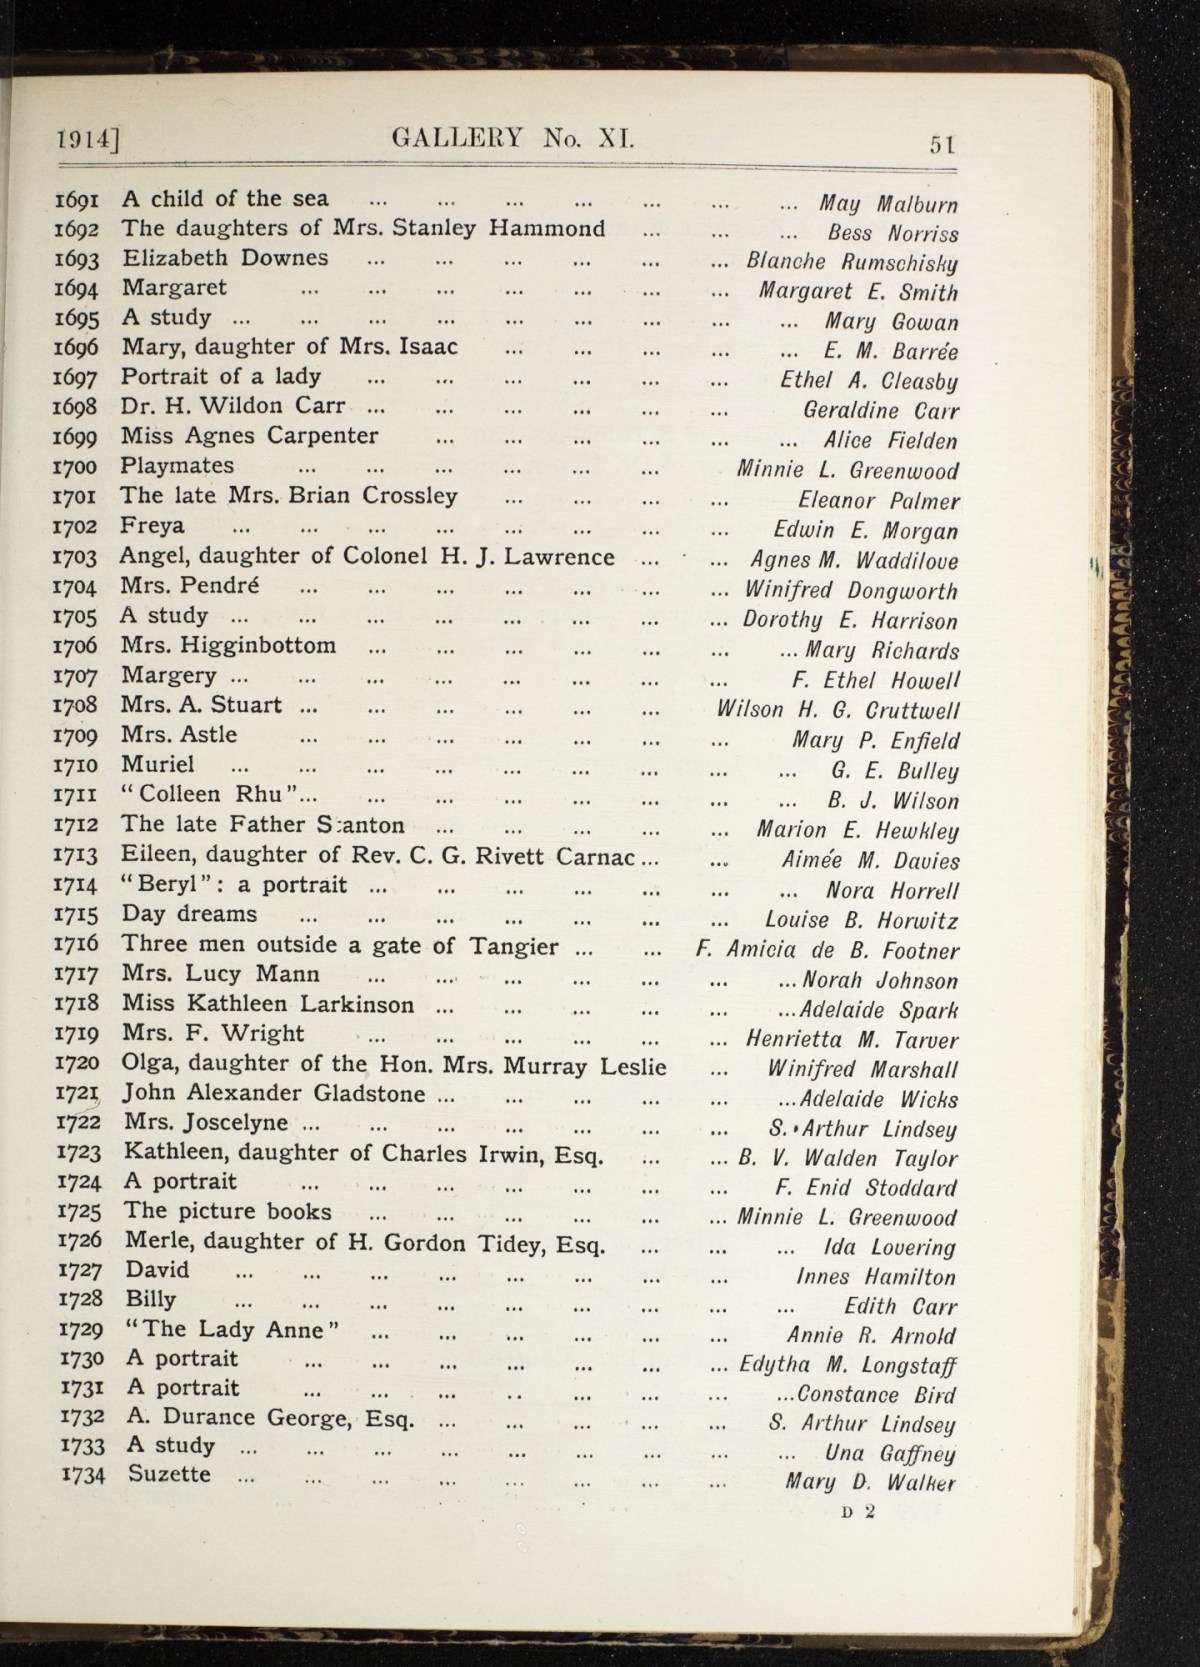 1914] GALLERY No. XI. 51
1691 A child of the sea ... ... ... ... ... ... ... May Malburn
1692 The daughters of Mrs. Stanley Hammond ... ... ... Bess Norriss
1693 Elizabeth Downes ... ... ... ... ... ... Blanche Rumschisky
1694 Margaret ... ... ... ... ... ... ... Margaret E. Smith
1695 A study ... ... ... ... ... ... ... ... ... Mary Gowan
1696 Mary, daughter of Mrs. Isaac ... ... ... ... ... E. M. Barrée
1697 Portrait of a lady ... ... ... ... ... ... Ethel A. Cleasby
1698 Dr. H. Wildon Carr ... ... ... ... ... ... Geraldine Carr
1699 Miss Agnes Carpenter ... ... ... ... ... ... Alice Fielden
1700 Playmates ... ... ... ... ... ... Minnie L. Greenwood
1701 The late Mrs. Brian Crossley ... ... ... ... Eleanor Palmer
1702 Freya ... ... ... ... ... ... ... ... Edwin E. Morgan
1703 Angel, daughter of Colonel H. J. Lawrence ... ... Agnes M. Waddilove
1704 Mrs. Pendré ... ... ... ... ... ... ... Winifred Dongworth
1705 A study ... ... ... ... ... ... ... ... Dorothy E. Harrison
1706 Mrs. Higginbottom ... ... ... ... ... ... ... Mary Richards
1707 Margery ... ... ... ... ... ... ... ... F. Ethel Howell
1708 Mrs. A. Stuart ... ... ... ... ... ... Wilson H. G. Cruttwell
1709 Mrs. Astle ... ... ... ... ... ... ... Mary P. Enfield
1710 Muriel ... ... ... ... ... ... ... ... ... G. E. Bulley
1711 "Colleen Rhu"... ... ... ... ... ... ... ... B. J. Wilson
1712 The late Father Stanton ... ... ... ... ... Marion E. Hewkley
1713 Eileen, daughter of Rev. C. G. Rivett Carnac ... ... Aimée M. Davies
1714 "Beryl": a portrait ... ... ... ... ... ... ... Nora Horrell
1715 Day dreams ... ... ... ... ... ... ... Louise B. Horwitz
1716 Three men outside a gate of Tangier ... ... F. Amicia de B. Footner
1717 Mrs. Lucy Mann ... ... ... ... ... ... ... Norah Johnson
1718 Miss Kathleen Larkinson ... ... ... ... ... ...Adelaide Spark
1719 Mrs. F. Wright ... ... ... ... ... ... Henrietta M. Tarver
1720 Olga, daughter of the Hon. Mrs. Murray Leslie ... Winifred Marshall
1721 John Alexander Gladstone ... ... ... ... ... ...Adelaide Wicks
1722 Mrs. Joscelyne ... ... ... ... ... ... ... S. Arthur Lindsey
1723 Kathleen, daughter of Charles Irwin, Esq. ... ... B. V. Walden Taylor
1724 A portrait ... ... ... ... ... ... ... F. Enid Stoddard
1725 The picture books ... ... ... ... ... ... Minnie L. Greenwood
1726 Merle, daughter of H. Gordon Tidey, Esq. ... ... ... Ida Lovering
1727 David ... ... ... ... ... ... ... ... Innes Hamilton
1728 Billy ... ... ... ... ... ... ... ... ... Edith Carr
1729 "The Lady Anne" ... ... ... ... ... ... Annie R. Arnold
1730 A portrait ... ... ... ... ... ... ... Edytha M. Longstaff
1731 A portrait ... ... ... ... ... ... ... ...Constance Bird
1732 A. Durance George, Esq. ... ... ... ... ... S. Arthur Lindsey
1733 A study ... ... ... ... ... ... ... ... ... Una Gaffney
1734 Suzette ... ... ... ... ... ... ... ... Mary D. Walker
D 2